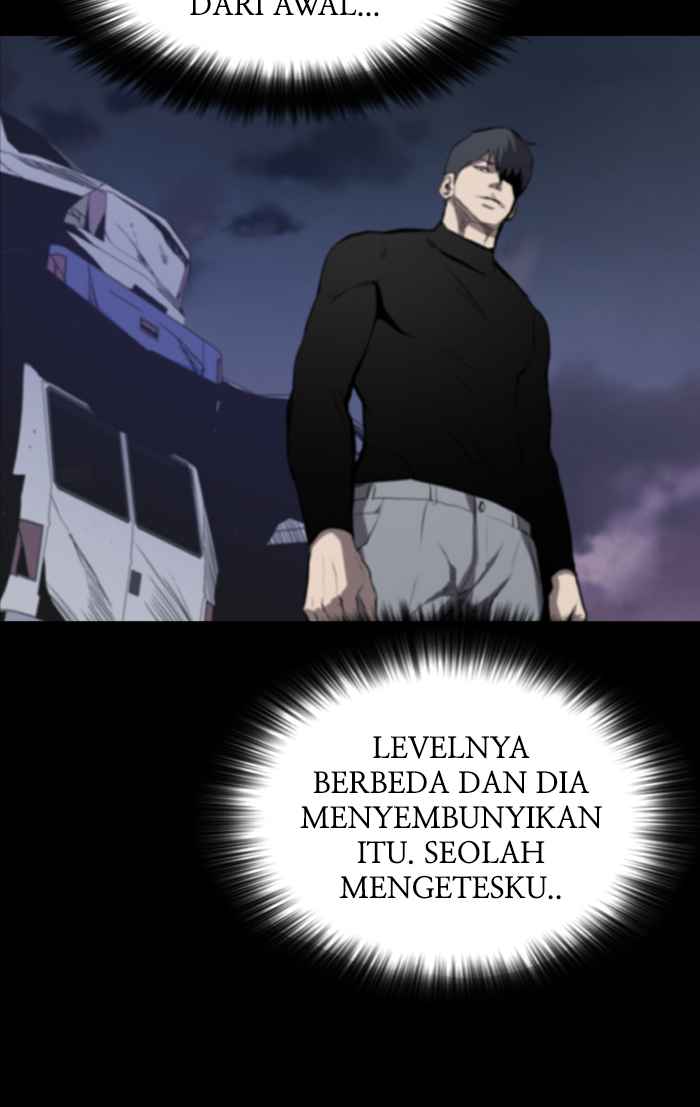 DARI AWAL...
LEVELNYA
BERBEDA DAN DIA
MENYEMBUNYIKAN
ITU. SEOLAH
MENGETESKU..